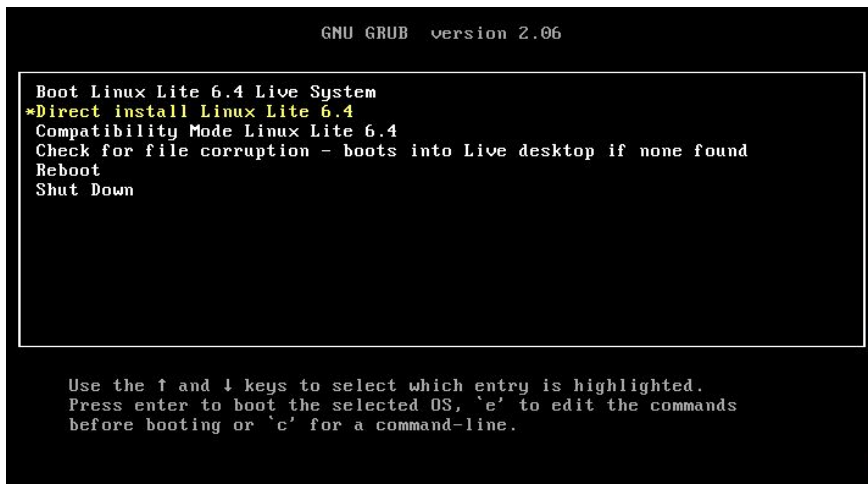 GNU GRUB version 2.06
Boot Linux Lite 6.4 Live System
*Direct install Linux Lite 6.4
Compatibility Mode Linux Lite 6.4
Check for file corruption - boots into Live desktop if none found
Reboot
Shut Down
Use the ↑ and ↓ keys to select which entry is highlighted.
Press enter to boot the selected OS, `e' to edit the commands
before booting or `c' for a command-line.